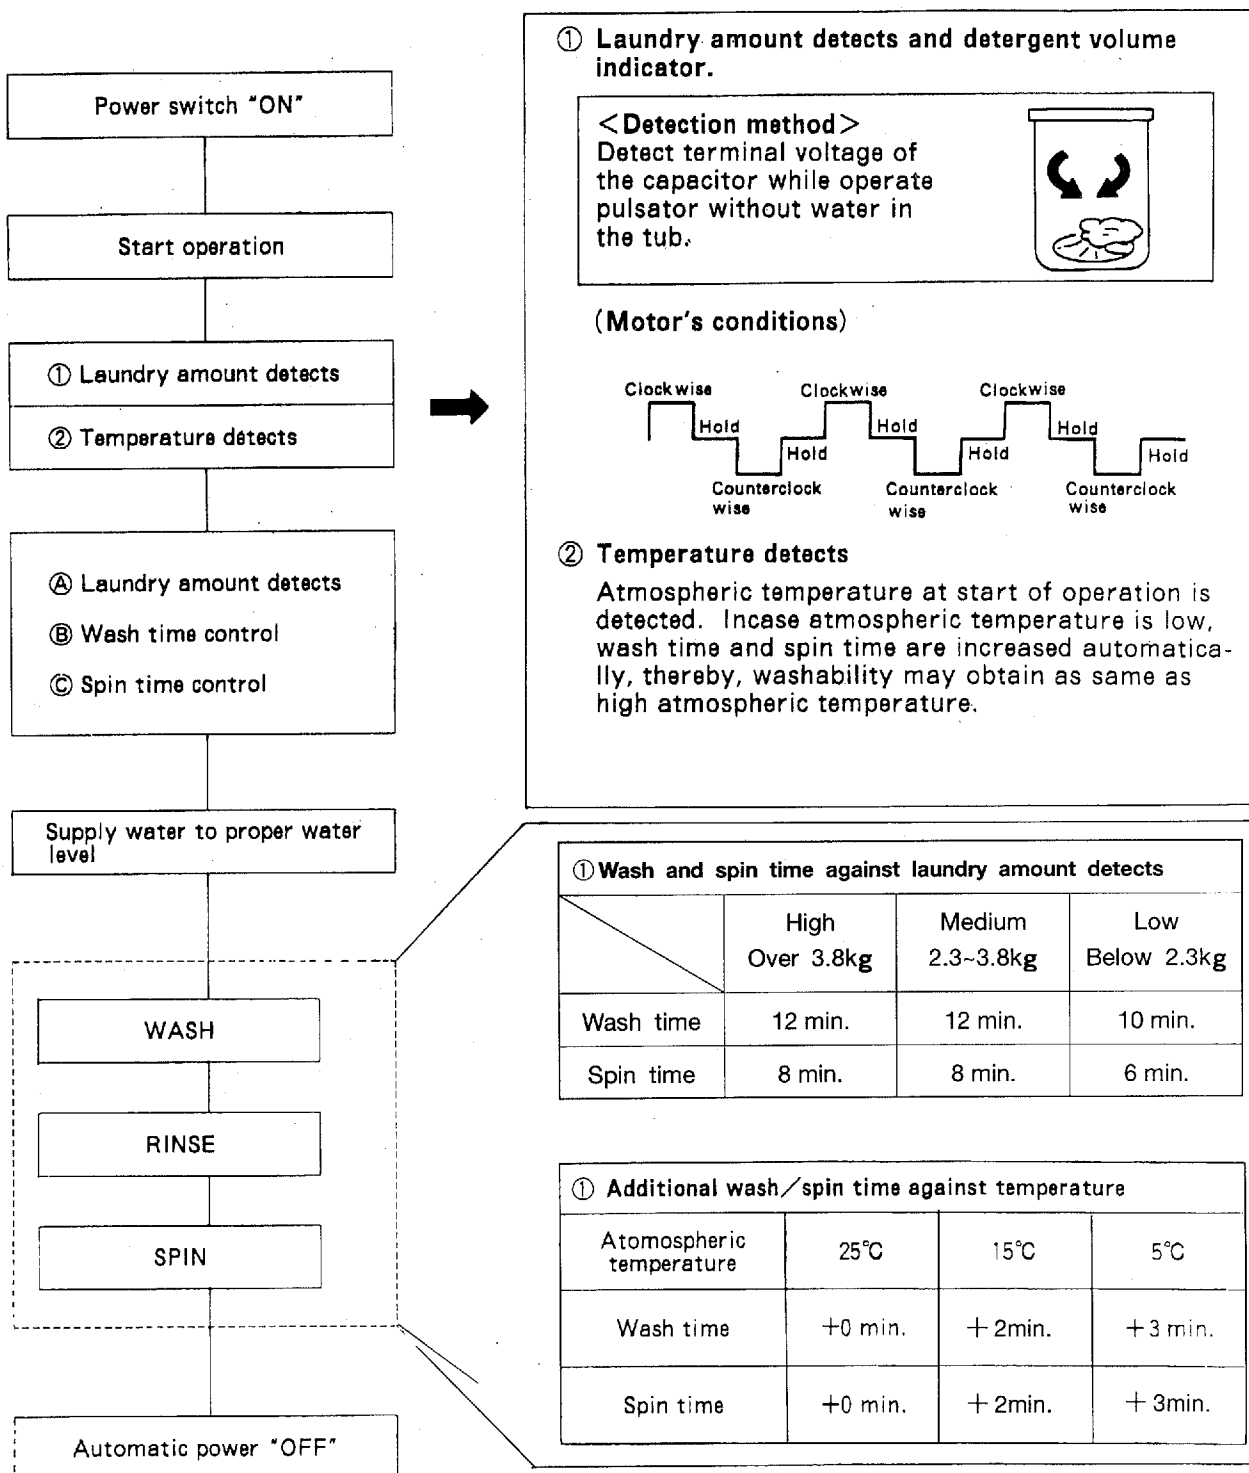 Power switch "ON"
Start operation
① Laundry amount detects
② Temperature detects
Ⓐ Laundry amount detects
Ⓑ Wash time control
Ⓒ Spin time control
Supply water to proper water
level
WASH
RINSE
SPIN
Automatic power "OFF"
① Laundry amount detects and detergent volume
indicator.
<Detection method>
Detect terminal voltage of
the capacitor while operate
pulsator without water in
the tub.
(Motor's conditions)
Clockwise Clockwise Clockwise
Hold Hold Hold
Hold Hold Hold
Counterclock Counterclock Counterclock
wise wise wise
② Temperature detects
Atmospheric temperature at start of operation is
detected. Incase atmospheric temperature is low,
wash time and spin time are increased automatica-
lly, thereby, washability may obtain as same as
high atmospheric temperature.
① Wash and spin time against laundry amount detects
High Medium Low
Over 3.8kg 2.3~3.8kg Below 2.3kg
Wash time 12 min. 12 min. 10 min.
Spin time 8 min. 8 min. 6 min.
① Additional wash/spin time against temperature
Atomospheric
temperature 25℃ 15℃ 5℃
Wash time +0 min. +2min. +3 min.
Spin time +0 min. +2min. +3min.